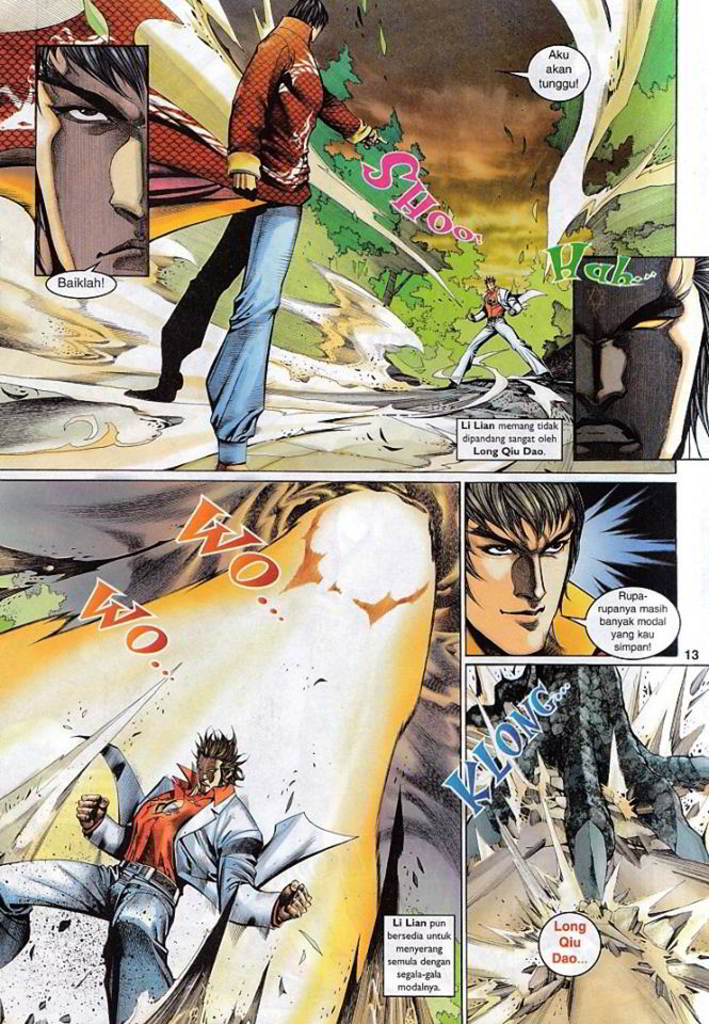 Aku
akan
tunggu!
Baiklah!
SHOO
Hah...
Li Lian memang tidak
dipandang sangat oleh
Long Qiu Dao.
WO...
WO...
Rupa-
rupanya masih
banyak modal
yang kau
simpan!
13
KLONG...
Li Lian pun
bersedia untuk
menyerang
semula dengan
segala-gala
modalnya.
Long
Qiu
Dao...